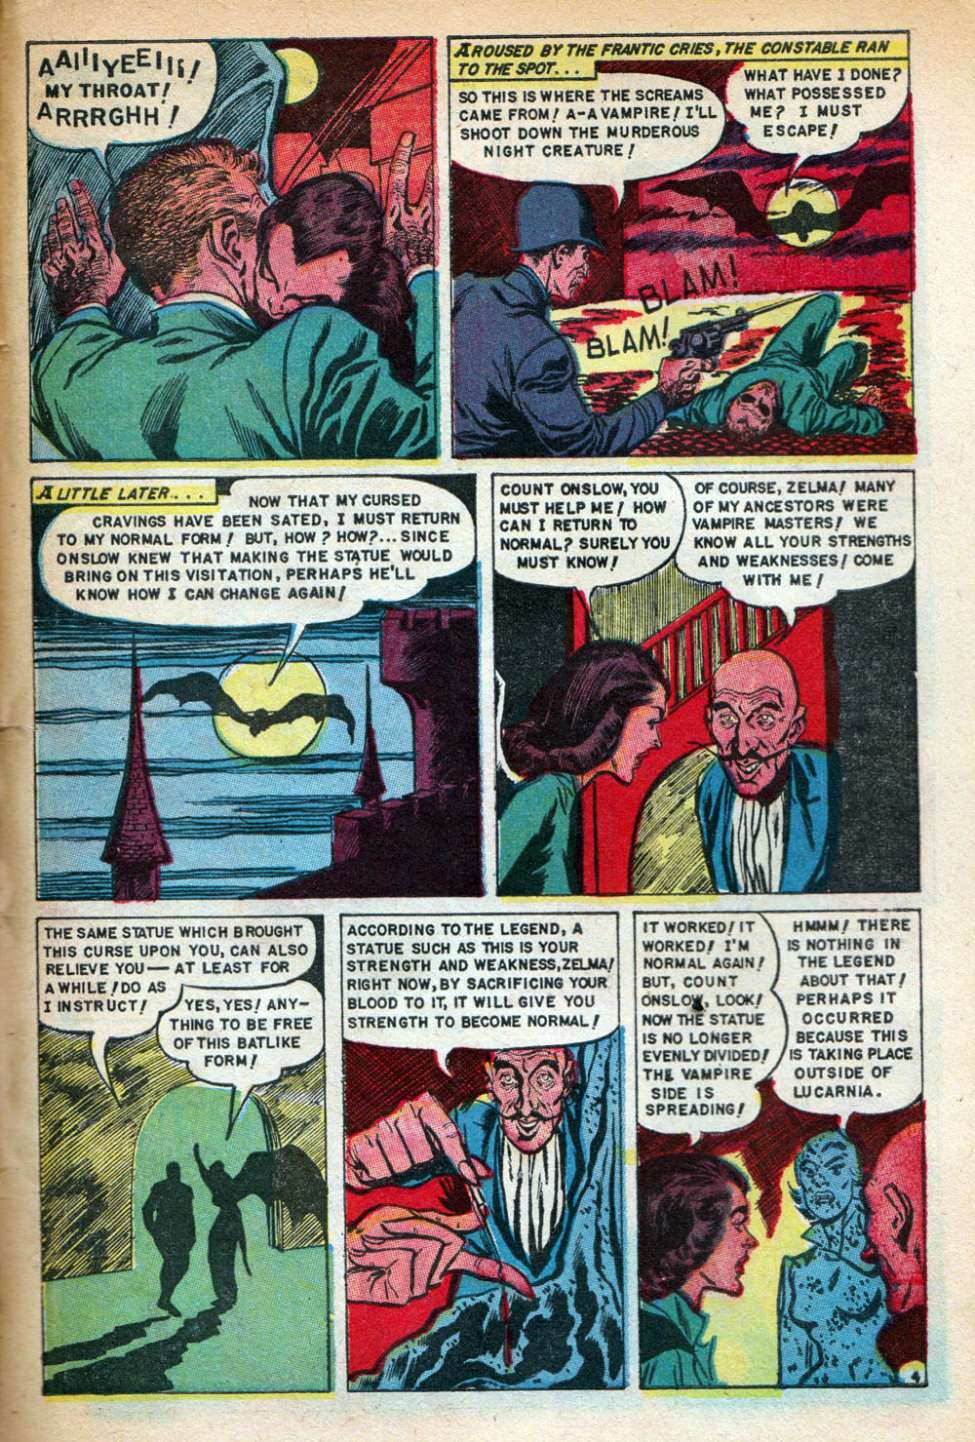 AAIIIYEEIIII!
MY THROAT!
ARRRGHH!
AROUSED BY THE FRANTIC CRIES, THE CONSTABLE RAN
TO THE SPOT...
SO THIS IS WHERE THE SCREAMS
CAME FROM! A-A VAMPIRE! I'LL
SHOOT DOWN THE MURDEROUS
NIGHT CREATURE!
WHAT HAVE I DONE?
WHAT POSSESSED
ME? I MUST
ESCAPE!
BLAM!
BLAM!
A LITTLE LATER....
NOW THAT MY CURSED
CRAVINGS HAVE BEEN SATED, I MUST RETURN
TO MY NORMAL FORM! BUT, HOW? HOW?... SINCE
ONSLOW KNEW THAT MAKING THE STATUE WOULD
BRING ON THIS VISITATION, PERHAPS HE'LL
KNOW HOW I CAN CHANGE AGAIN!
COUNT ONSLOW, YOU
MUST HELP ME! HOW
CAN I RETURN TO
NORMAL? SURELY YOU
MUST KNOW!
OF COURSE, ZELMA! MANY
OF MY ANCESTORS WERE
VAMPIRE MASTERS! WE
KNOW ALL YOUR STRENGTHS
AND WEAKNESSES! COME
WITH ME!
THE SAME STATUE WHICH BROUGHT
THIS CURSE UPON YOU, CAN ALSO
RELIEVE YOU — AT LEAST FOR
A WHILE! DO AS
I INSTRUCT!
YES, YES! ANY-
THING TO BE FREE
OF THIS BATLIKE
FORM!
ACCORDING TO THE LEGEND, A
STATUE SUCH AS THIS IS YOUR
STRENGTH AND WEAKNESS, ZELMA!
RIGHT NOW, BY SACRIFICING YOUR
BLOOD TO IT, IT WILL GIVE YOU
STRENGTH TO BECOME NORMAL!
IT WORKED! IT
WORKED! I'M
NORMAL AGAIN!
BUT, COUNT
ONSLOW, LOOK!
NOW THE STATUE
IS NO LONGER
EVENLY DIVIDED!
THE VAMPIRE
SIDE IS
SPREADING!
HMMM! THERE
IS NOTHING IN
THE LEGEND
ABOUT THAT!
PERHAPS IT
OCCURRED
BECAUSE THIS
IS TAKING PLACE
OUTSIDE OF
LUCARNIA.
4